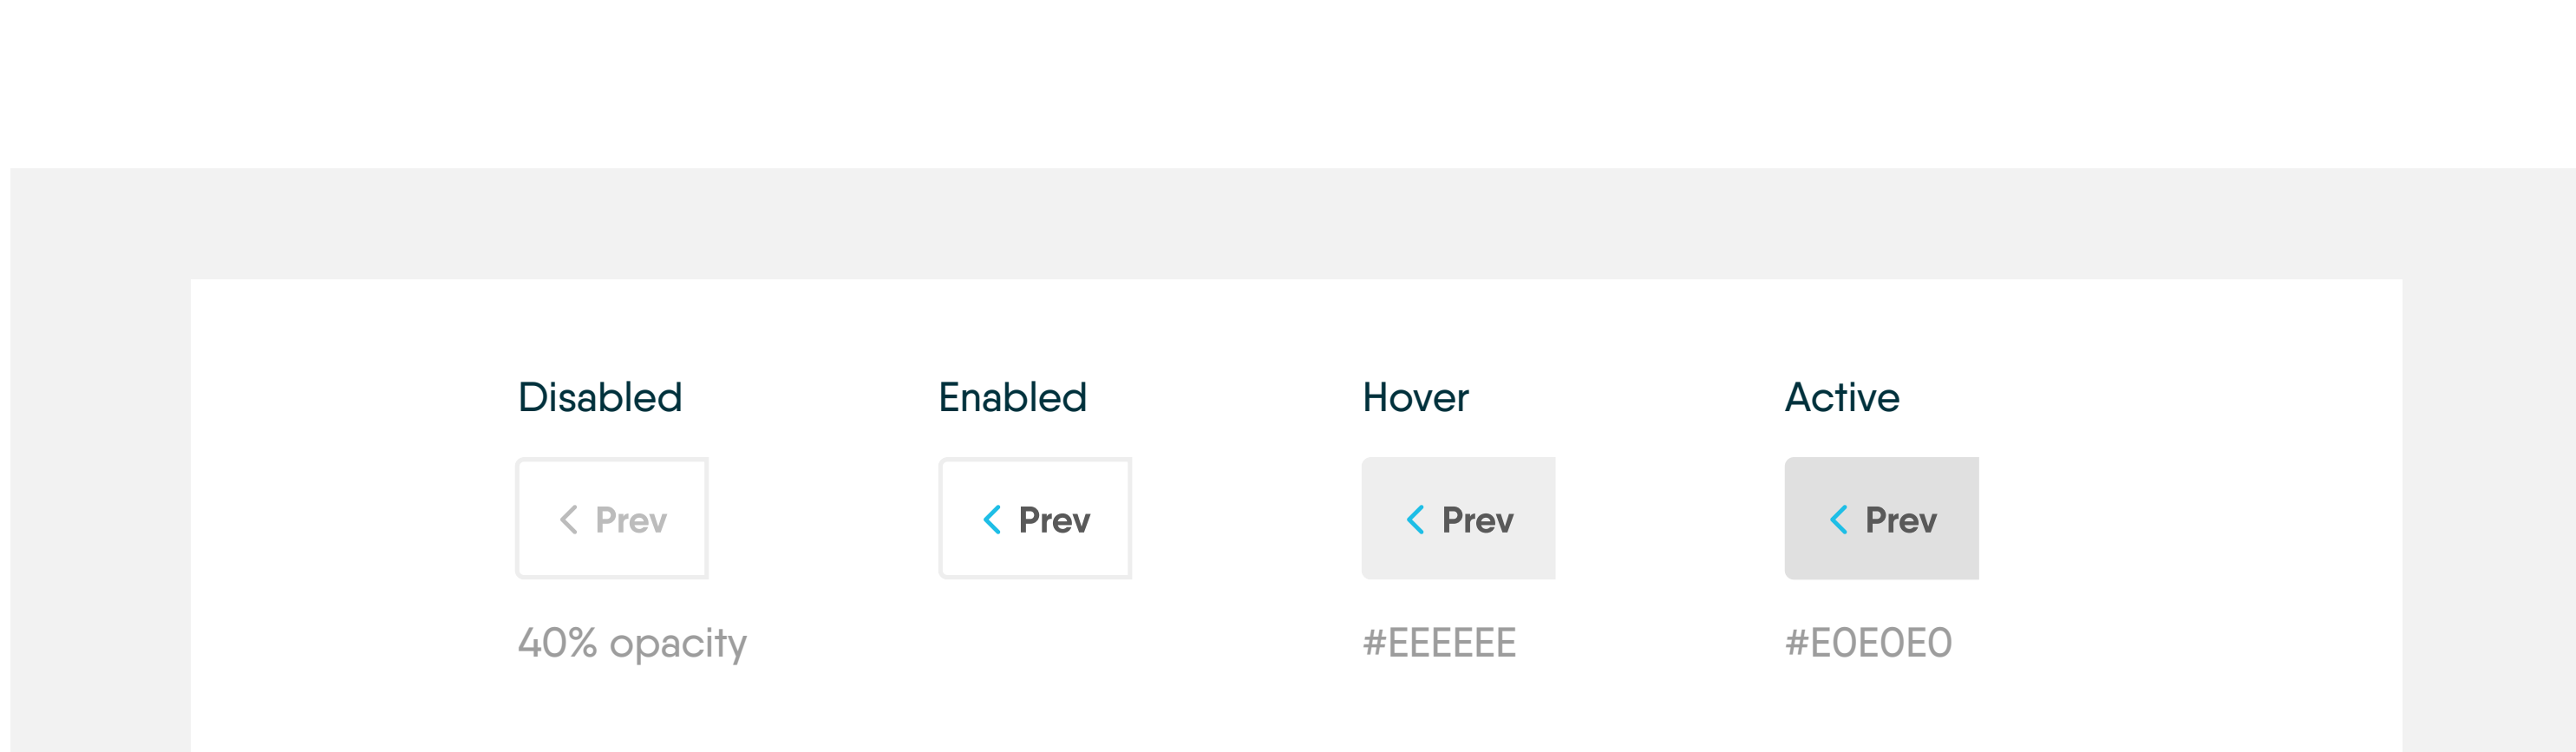 Disabled Enabled Hover Active
Prev Prev Prev Prev
40% opacity #EEEEEE #E0E0E0